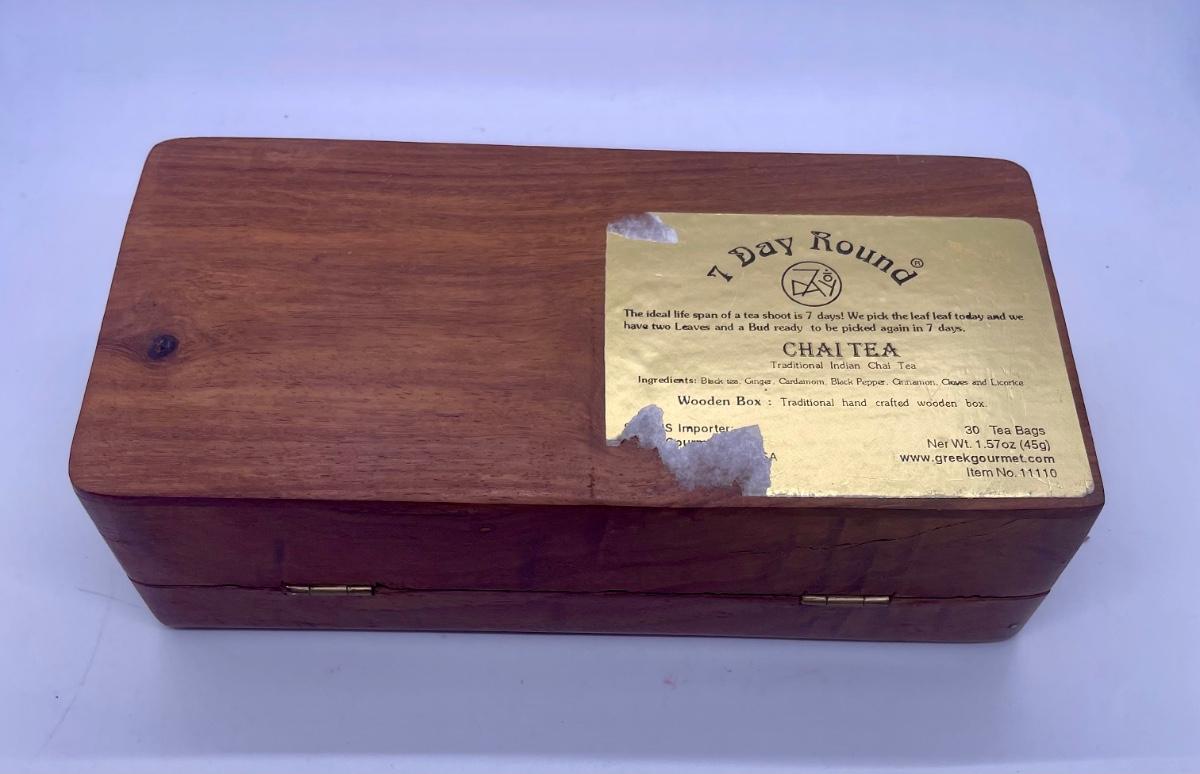 7 Day Round®
The ideal life span of a tea shoot is 7 days! We pick the leaf leaf today and we
have two Leaves and a Bud ready to be picked again in 7 days.
CHAI TEA
Traditional Indian Chai Tea
Ingredients: Black tea, Ginger, Cardamom, Black Pepper, Cinnamon, Cloves and Licorice
Wooden Box : Traditional hand crafted wooden box.
30 Tea Bags
Net Wt. 1.57oz (45g)
www.greekgourmet.com
Item No. 11110